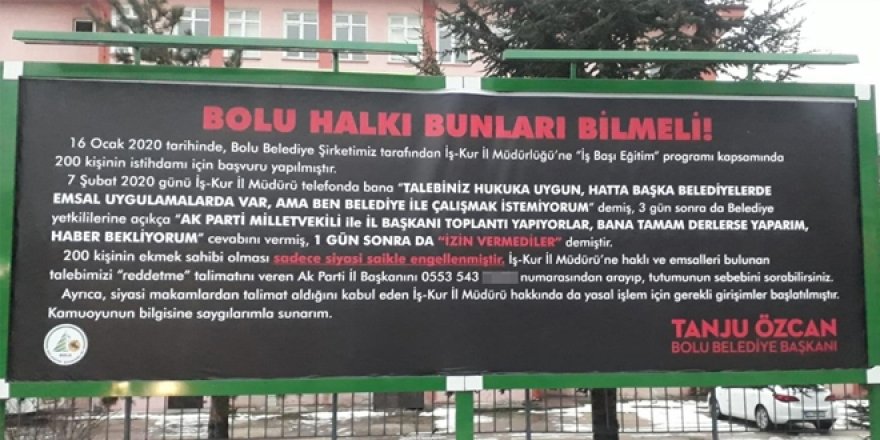 BOLU HALKI BUNLARI BİLMELİ!
16 Ocak 2020 tarihinde, Bolu Belediye Şirketimiz tarafından İş-Kur İl Müdürlüğü'ne "İş Başı Eğitim" programı kapsamında
200 kişinin istihdamı için başvuru yapılmıştır.
7 Şubat 2020 günü İş-Kur İl Müdürü telefonda bana "TALEBİNİZ HUKUKA UYGUN, HATTA BAŞKA BELEDİYELERDE
EMSAL UYGULAMALARDA VAR, AMA BEN BELEDİYE İLE ÇALIŞMAK İSTEMİYORUM" demiş, 3 gün sonra da Belediye
yetkililerine açıkça "AK PARTİ MİLLETVEKİLİ ile İL BAŞKANI TOPLANTI YAPIYORLAR, BANA TAMAM DERLERSE YAPARIM,
HABER BEKLİYORUM" cevabını vermiş, 1 GÜN SONRA DA "İZİN VERMEDİLER" demiştir.
200 kişinin ekmek sahibi olması sadece siyasi saikle engellenmiştir. İş-Kur İl Müdürü'ne haklı ve emsalleri bulunan
talebimizi "reddetme" talimatını veren Ak Parti İl Başkanını 0553 543 numarasından arayıp, tutumunun sebebini sorabilirsiniz.
Ayrıca, siyasi makamlardan talimat aldığını kabul eden İş-Kur İl Müdürü hakkında da yasal işlem için gerekli girişimler başlatılmıştır.
Kamuoyunun bilgisine saygılarımla sunarım.
TANJU ÖZCAN
BOLU BELEDİYE BAŞKANI
BOLU